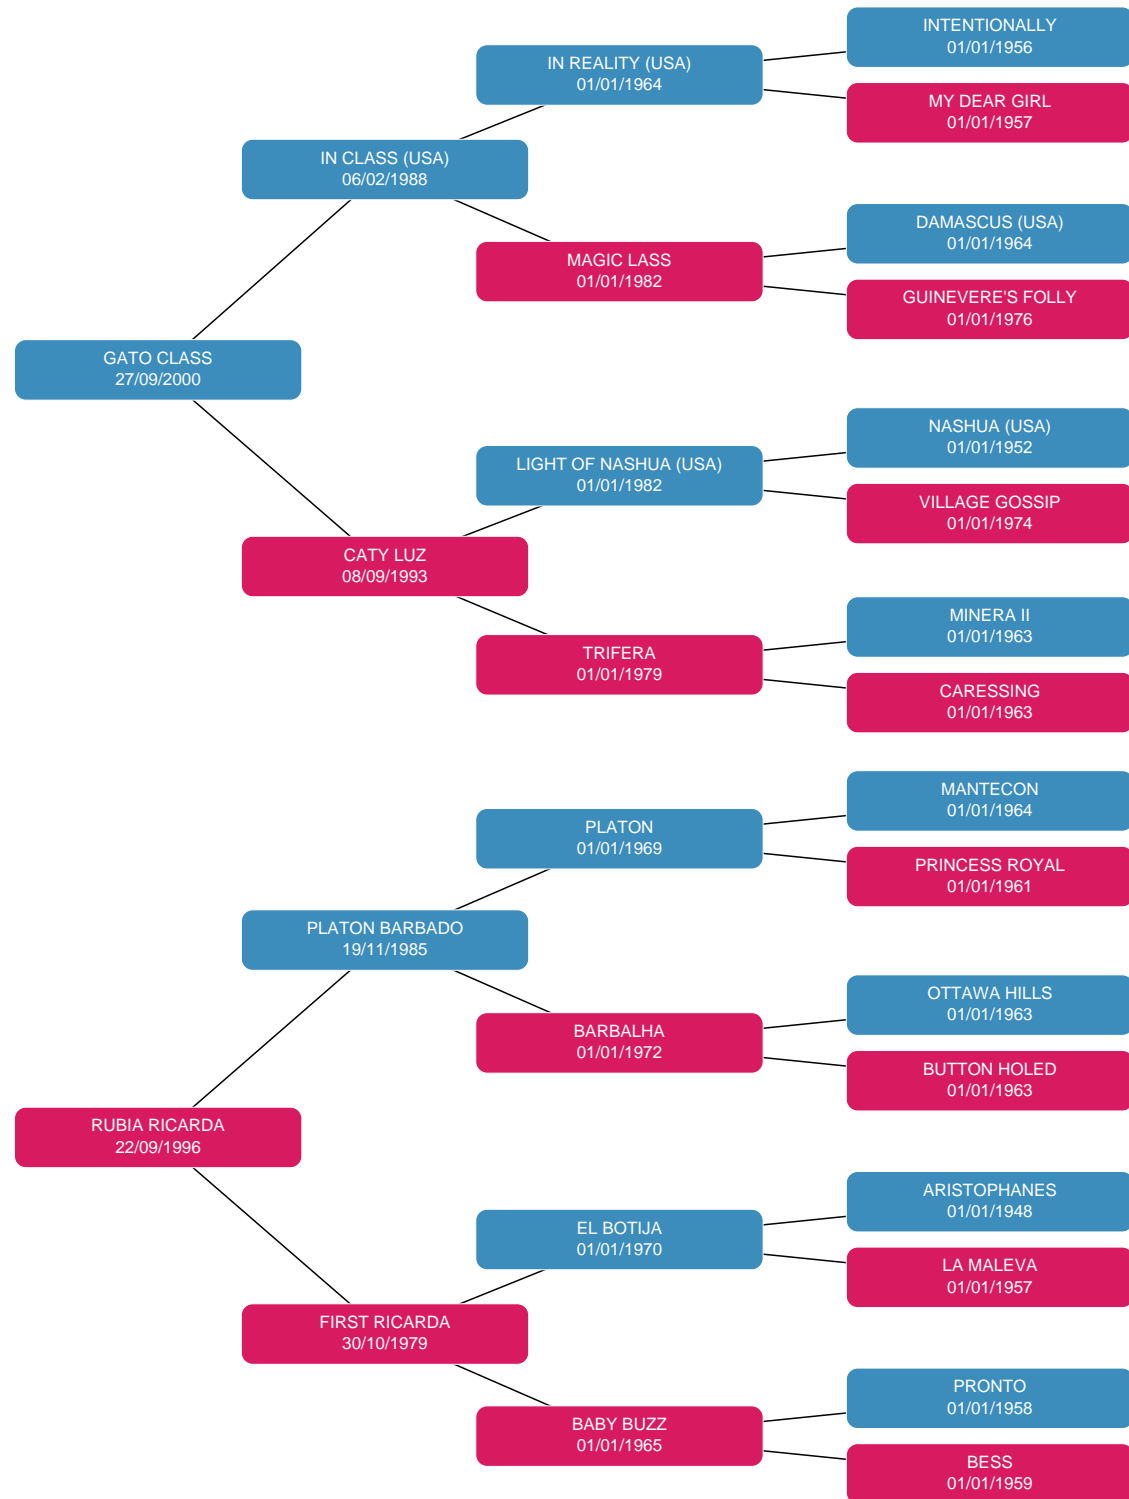 INTENTIONALLY
01/01/1956
IN REALITY (USA)
01/01/1964
MY DEAR GIRL
01/01/1957
IN CLASS (USA)
06/02/1988
DAMASCUS (USA)
01/01/1964
MAGIC LASS
01/01/1982
GUINEVERE'S FOLLY
01/01/1976
GATO CLASS
27/09/2000
NASHUA (USA)
01/01/1952
LIGHT OF NASHUA (USA)
01/01/1982
VILLAGE GOSSIP
01/01/1974
CATY LUZ
08/09/1993
MINERA II
01/01/1963
TRIFERA
01/01/1979
CARESSING
01/01/1963
MANTECON
01/01/1964
PLATON
01/01/1969
PRINCESS ROYAL
01/01/1961
PLATON BARBADO
19/11/1985
OTTAWA HILLS
01/01/1963
BARBALHA
01/01/1972
BUTTON HOLED
01/01/1963
RUBIA RICARDA
22/09/1996
ARISTOPHANES
01/01/1948
EL BOTIJA
01/01/1970
LA MALEVA
01/01/1957
FIRST RICARDA
30/10/1979
PRONTO
01/01/1958
BABY BUZZ
01/01/1965
BESS
01/01/1959